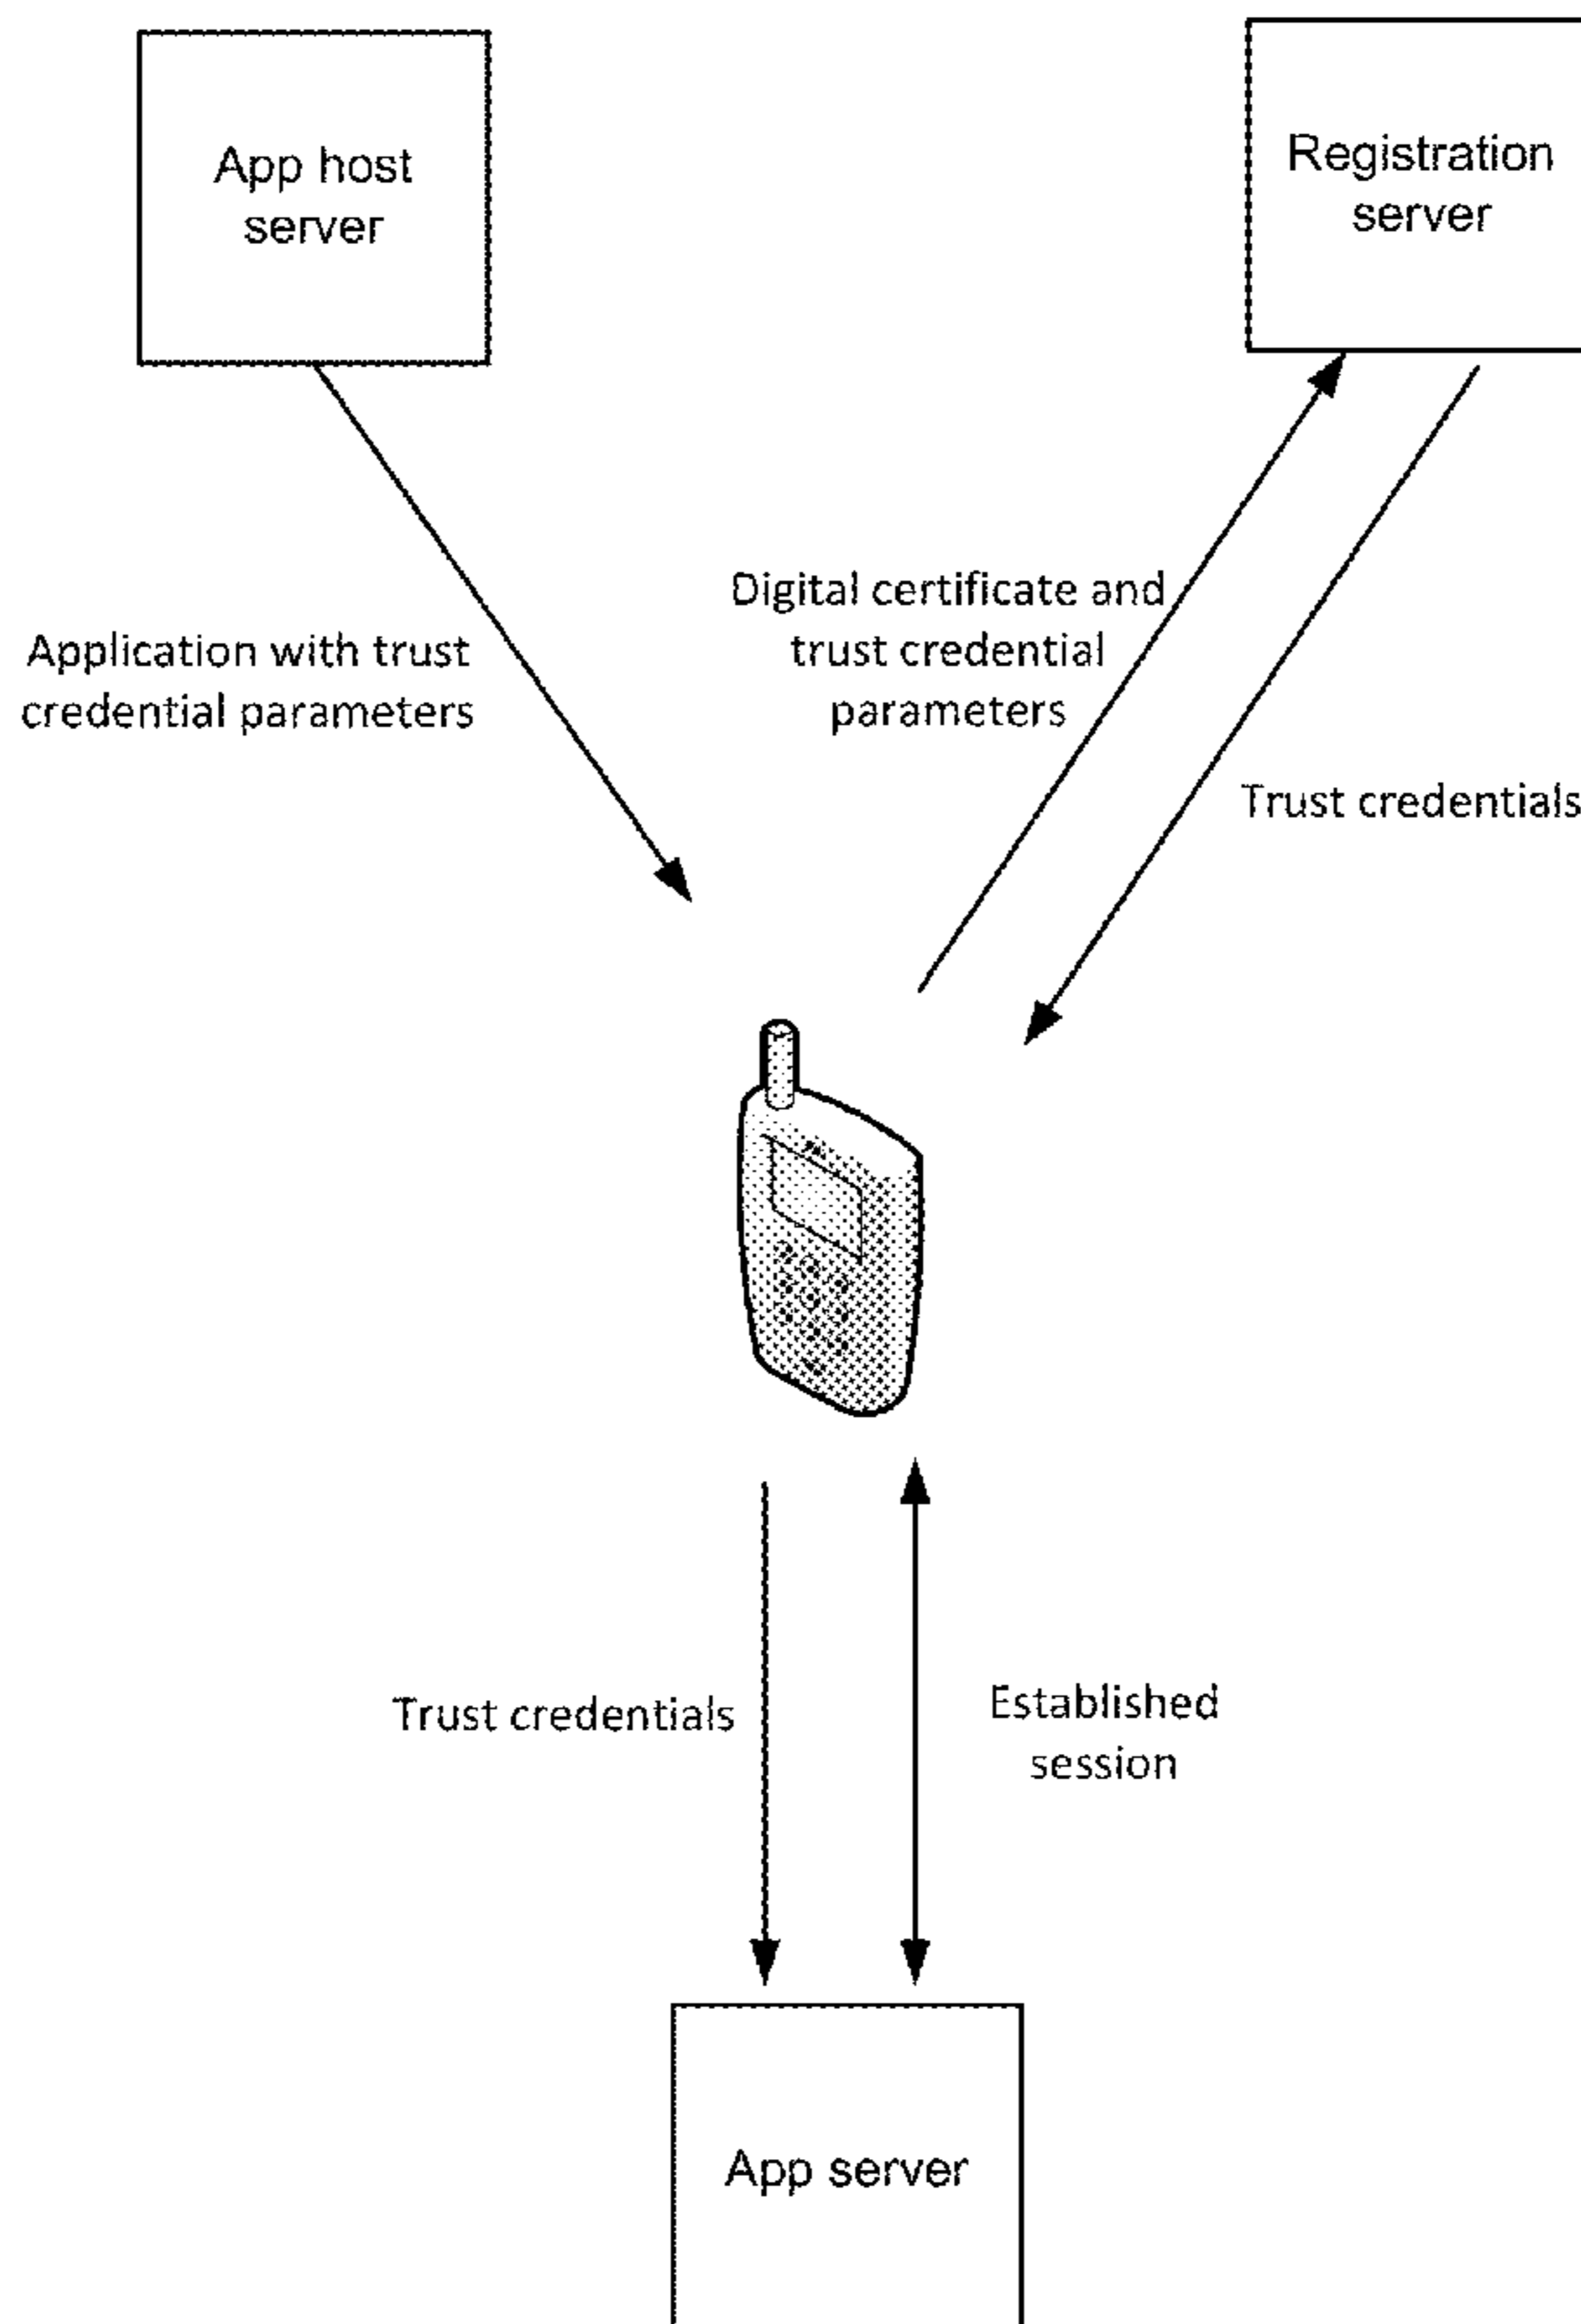 App host
server
Registration
server
Digital certificate and
trust credential
parameters
Application with trust
credential parameters
Trust credentials
Trust credentials
Established
session
App server